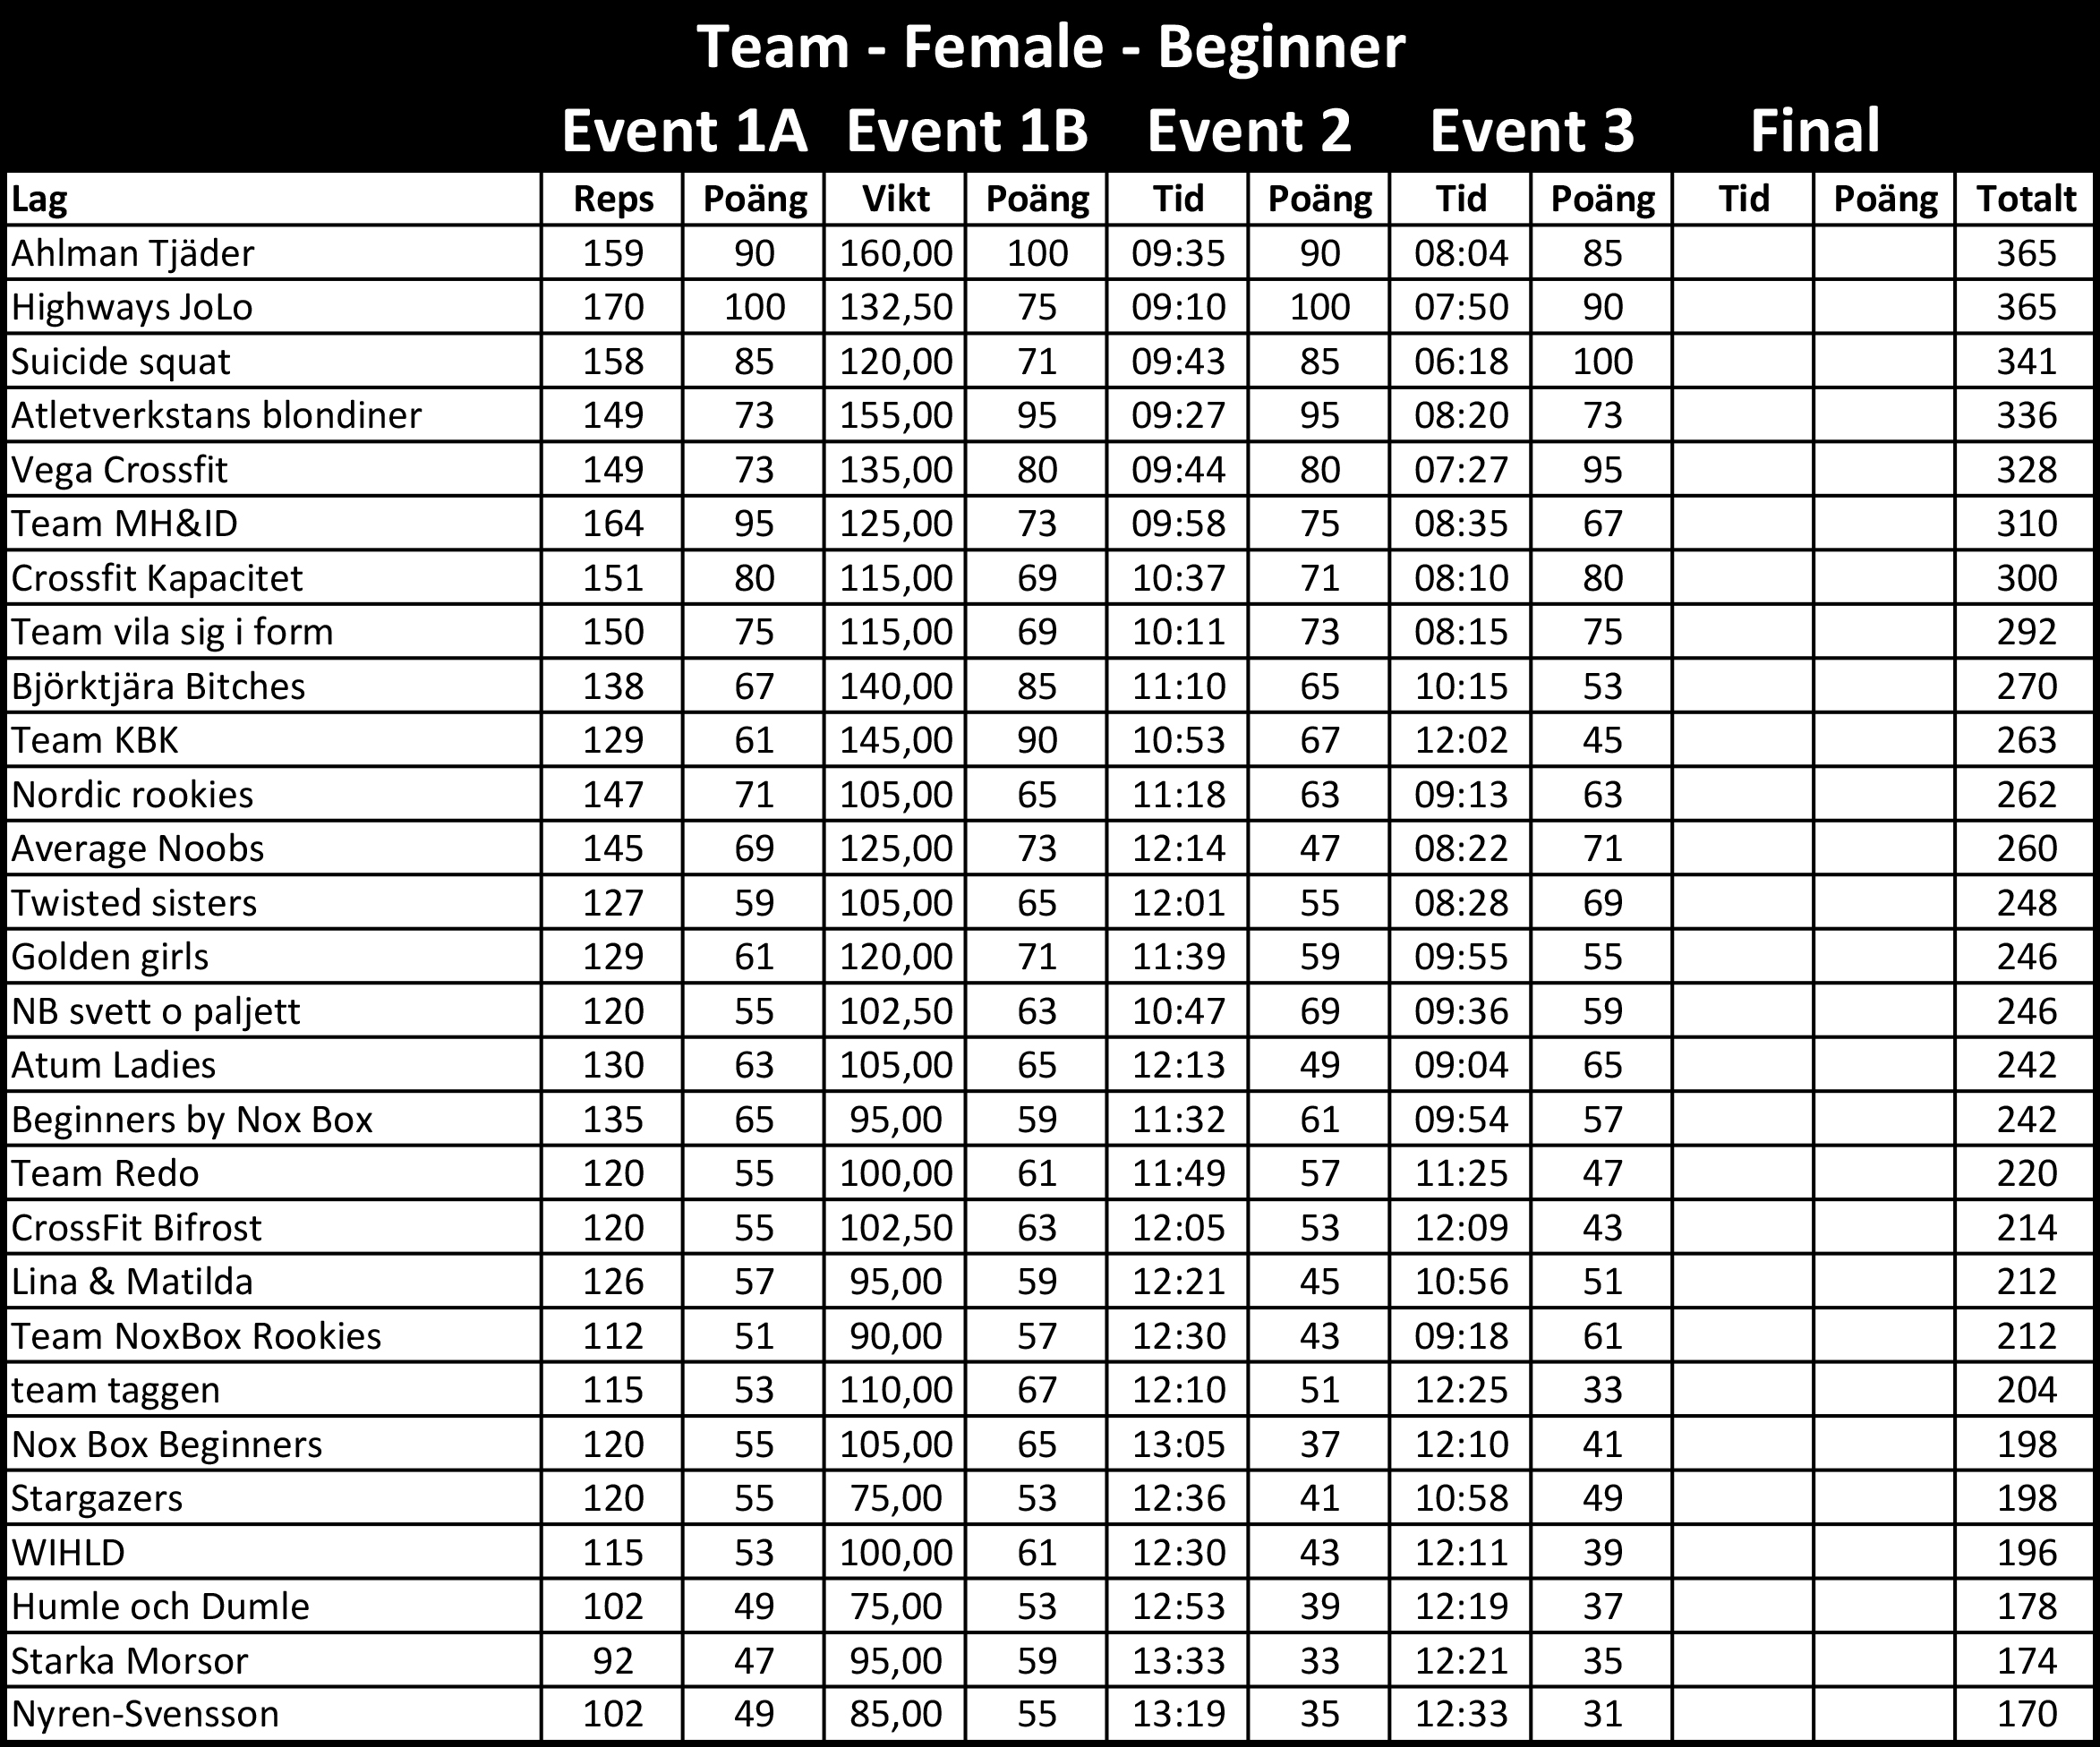 Team - Female - Beginner
Event 1A Event 1B Event 2 Event 3 Final
Lag Reps Poäng Vikt Poäng Tid Poäng Tid Poäng Tid Poäng Totalt
Ahlman Tjäder 159 90 160,00 100 09:35 90 08:04 85 365
Highways JoLo 170 100 132,50 75 09:10 100 07:50 90 365
Suicide squat 158 85 120,00 71 09:43 85 06:18 100 341
Atletverkstans blondiner 149 73 155,00 95 09:27 95 08:20 73 336
Vega Crossfit 149 73 135,00 80 09:44 80 07:27 95 328
Team MH&ID 164 95 125,00 73 09:58 75 08:35 67 310
Crossfit Kapacitet 151 80 115,00 69 10:37 71 08:10 80 300
Team vila sig i form 150 75 115,00 69 10:11 73 08:15 75 292
Björktjära Bitches 138 67 140,00 85 11:10 65 10:15 53 270
Team KBK 129 61 145,00 90 10:53 67 12:02 45 263
Nordic rookies 147 71 105,00 65 11:18 63 09:13 63 262
Average Noobs 145 69 125,00 73 12:14 47 08:22 71 260
Twisted sisters 127 59 105,00 65 12:01 55 08:28 69 248
Golden girls 129 61 120,00 71 11:39 59 09:55 55 246
NB svett o paljett 120 55 102,50 63 10:47 69 09:36 59 246
Atum Ladies 130 63 105,00 65 12:13 49 09:04 65 242
Beginners by Nox Box 135 65 95,00 59 11:32 61 09:54 57 242
Team Redo 120 55 100,00 61 11:49 57 11:25 47 220
CrossFit Bifrost 120 55 102,50 63 12:05 53 12:09 43 214
Lina & Matilda 126 57 95,00 59 12:21 45 10:56 51 212
Team NoxBox Rookies 112 51 90,00 57 12:30 43 09:18 61 212
team taggen 115 53 110,00 67 12:10 51 12:25 33 204
Nox Box Beginners 120 55 105,00 65 13:05 37 12:10 41 198
Stargazers 120 55 75,00 53 12:36 41 10:58 49 198
WIHLD 115 53 100,00 61 12:30 43 12:11 39 196
Humle och Dumle 102 49 75,00 53 12:53 39 12:19 37 178
Starka Morsor 92 47 95,00 59 13:33 33 12:21 35 174
Nyren-Svensson 102 49 85,00 55 13:19 35 12:33 31 170